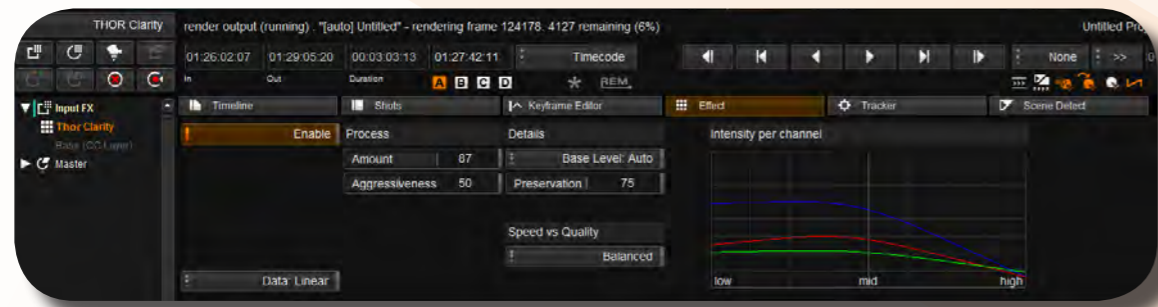 THOR Clarity
render output (running) . "[auto] Untitled" – rendering frame 124178. 4127 remaining (6%)
Untitled Pro
01:26:02:07 01:29:05:20 00:03:03:13 01:27:42:11 Timecode None >>
In Out Duration A B C D REM.
Input FX
Timeline Shots Keyframe Editor Effect Tracker Scene Detect
Thor Clarity
Enable Process Details Intensity per channel
Base (CC Layer)
Master
Amount 87 Base Level: Auto
Aggressiveness 50 Preservation 75
Speed vs Quality
Balanced
Data: Linear
low mid high